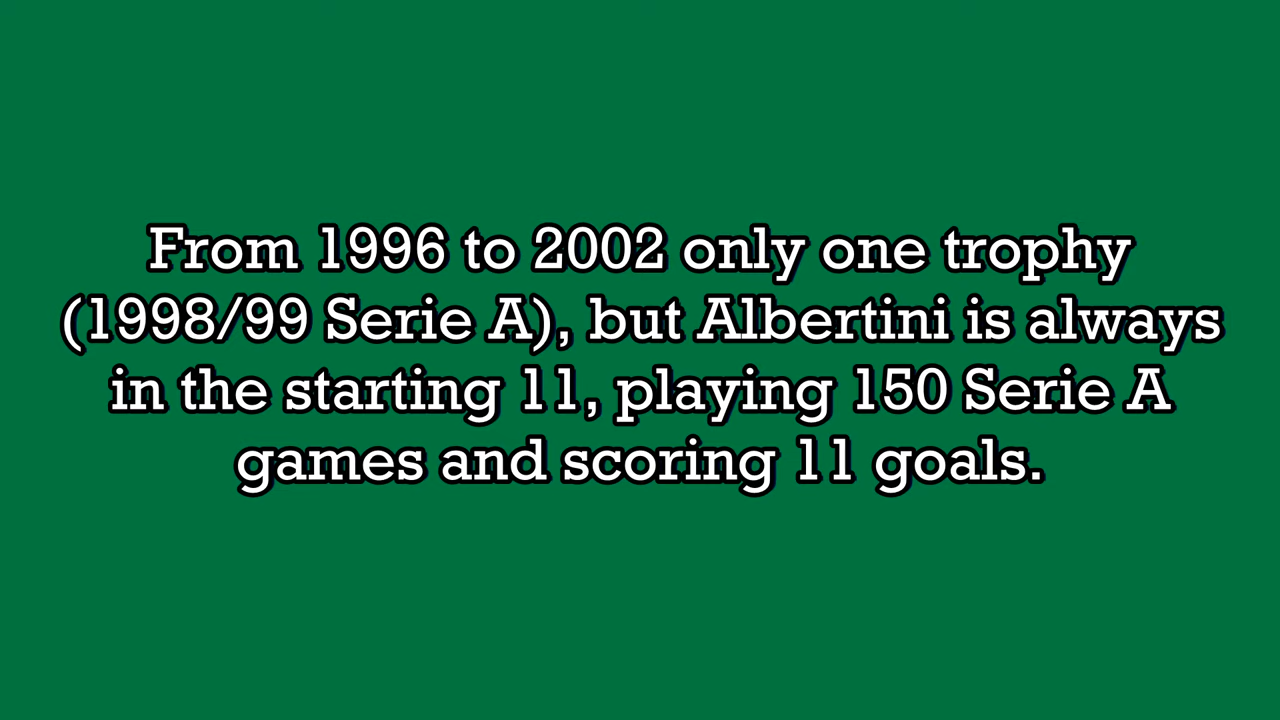 From 1996 to 2002 only one trophy
(1998/99 Serie A), but Albertini is always
in the starting 11, playing 150 Serie A
games and scoring 11 goals.